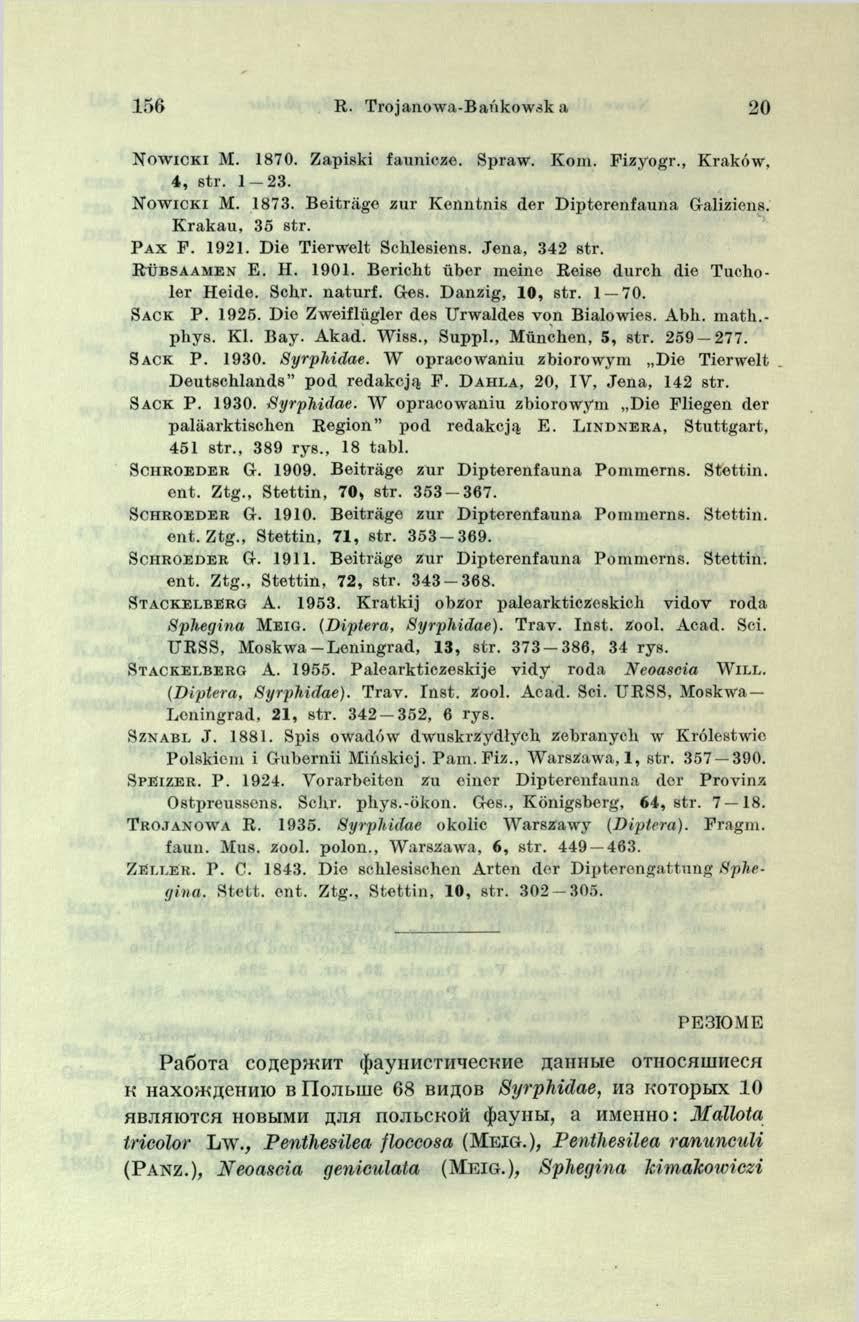 156 R. Trojanowa-Bańkowska 20
NOWICKI M. 1870. Zapiski faunicze. Spraw. Kom. Fizyogr., Kraków,
4, str. 1—23.
NOWICKI M. 1873. Beiträge zur Kenntnis der Dipterenfauna Galiziens.
Krakau, 35 str.
PAX F. 1921. Die Tierwelt Schlesiens. Jena, 342 str.
RÜBSAAMEN E. H. 1901. Bericht über meine Reise durch die Tucho-
ler Heide. Schr. naturf. Ges. Danzig, 10, str. 1—70.
SACK P. 1925. Die Zweiflügler des Urwaldes von Bialowies. Abh. math.-
phys. Kl. Bay. Akad. Wiss., Suppl., München, 5, str. 259—277.
SACK P. 1930. Syrphidae. W opracowaniu zbiorowym „Die Tierwelt
Deutschlands" pod redakcją F. DAHLA, 20, IV, Jena, 142 str.
SACK P. 1930. Syrphidae. W opracowaniu zbiorowym „Die Fliegen der
paläarktischen Region" pod redakcją E. LINDNERA, Stuttgart,
451 str., 389 rys., 18 tabl.
SCHROEDER G. 1909. Beiträge zur Dipterenfauna Pommerns. Stettin.
ent. Ztg., Stettin, 70, str. 353—367.
SCHROEDER G. 1910. Beiträge zur Dipterenfauna Pommerns. Stettin.
ent. Ztg., Stettin, 71, str. 353—369.
SCHROEDER G. 1911. Beiträge zur Dipterenfauna Pommerns. Stettin.
ent. Ztg., Stettin, 72, str. 343—368.
STACKELBERG A. 1953. Kratkij obzor palearkticzeskich vidov roda
Sphegina MEIG. (Diptera, Syrphidae). Trav. Inst. zool. Acad. Sci.
URSS, Moskwa—Leningrad, 13, str. 373—386, 34 rys.
STACKELBERG A. 1955. Palearkticzeskije vidy roda Neoascia WILL.
(Diptera, Syrphidae). Trav. Inst. zool. Acad. Sci. URSS, Moskwa—
Leningrad, 21, str. 342—352, 6 rys.
SZNABL J. 1881. Spis owadów dwuskrzydłych zebranych w Królestwie
Polskiem i Gubernii Mińskiej. Pam. Fiz., Warszawa, 1, str. 357—390.
SPEIZER. P. 1924. Vorarbeiten zu einer Dipterenfauna der Provinz
Ostpreussens. Schr. phys.-ökon. Ges., Königsberg, 64, str. 7—18.
TROJANOWA R. 1935. Syrphidae okolic Warszawy (Diptera). Fragm.
faun. Mus. zool. polon., Warszawa, 6, str. 449—463.
ZELLER. P. C. 1843. Die schlesischen Arten der Dipterengattung Sphe-
gina. Stett. ent. Ztg., Stettin, 10, str. 302—305.
РЕЗЮМЕ
Работа содержит фаунистические данные относяшиеся
к нахождению в Польше 68 видов Syrphidae, из которых 10
являются новыми для польской фауны, а именно: Mallota
tricolor LW., Penthesilea floccosa (MEIG.), Penthesilea ranunculi
(PANZ.), Neoascia geniculata (MEIG.), Sphegina kimakowiczi